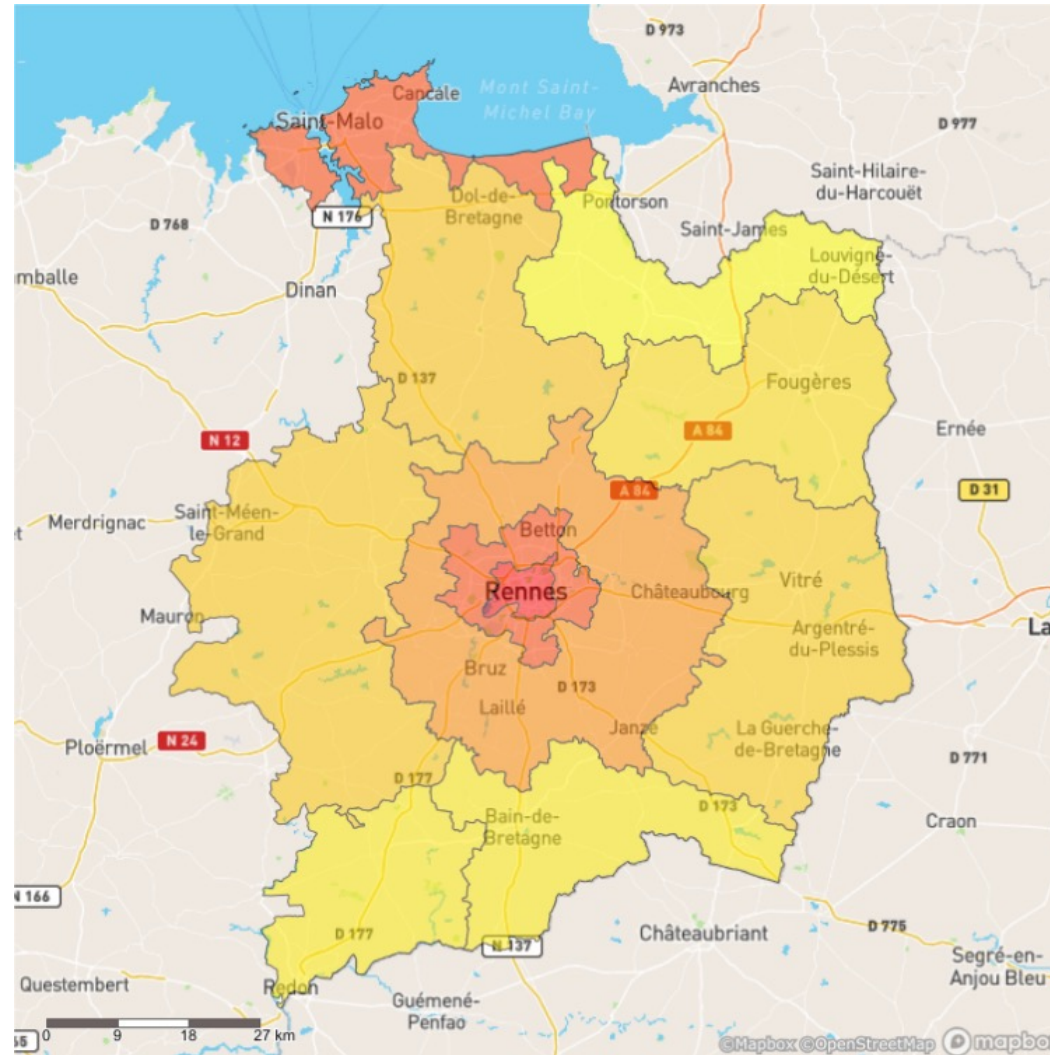 D 973
Cancale
Mont Saint-
Michel Bay
Avranches
Saint-Malo
D 977
Saint-Hilaire-
du-Harcouët
Dol-de-
Bretagne
Pontorson
N 176
D 768
Saint-James
Louvigné-
du-Désert
mballe
Dinan
D 137
Fougères
N 12
A 84
Ernée
A 84
D 31
Saint-Méen-
le-Grand
Merdrignac
et
Betton
Rennes
Châteaubourg
Vitré
Mauron
Argentré-
du-Plessis
La
Bruz
D 173
Laillé
Janzé
La Guerche-
de-Bretagne
Ploërmel
N 24
D 771
D 177
D 173
Bain-de-
Bretagne
Craon
N 166
D 177
N 137
Châteaubriant
D 775
Segré-en-
Anjou Bleu
Questembert
Redon
Guémené-
Penfao
65
0 9 18 27 km
©Mapbox ©OpenStreetMap mapbo